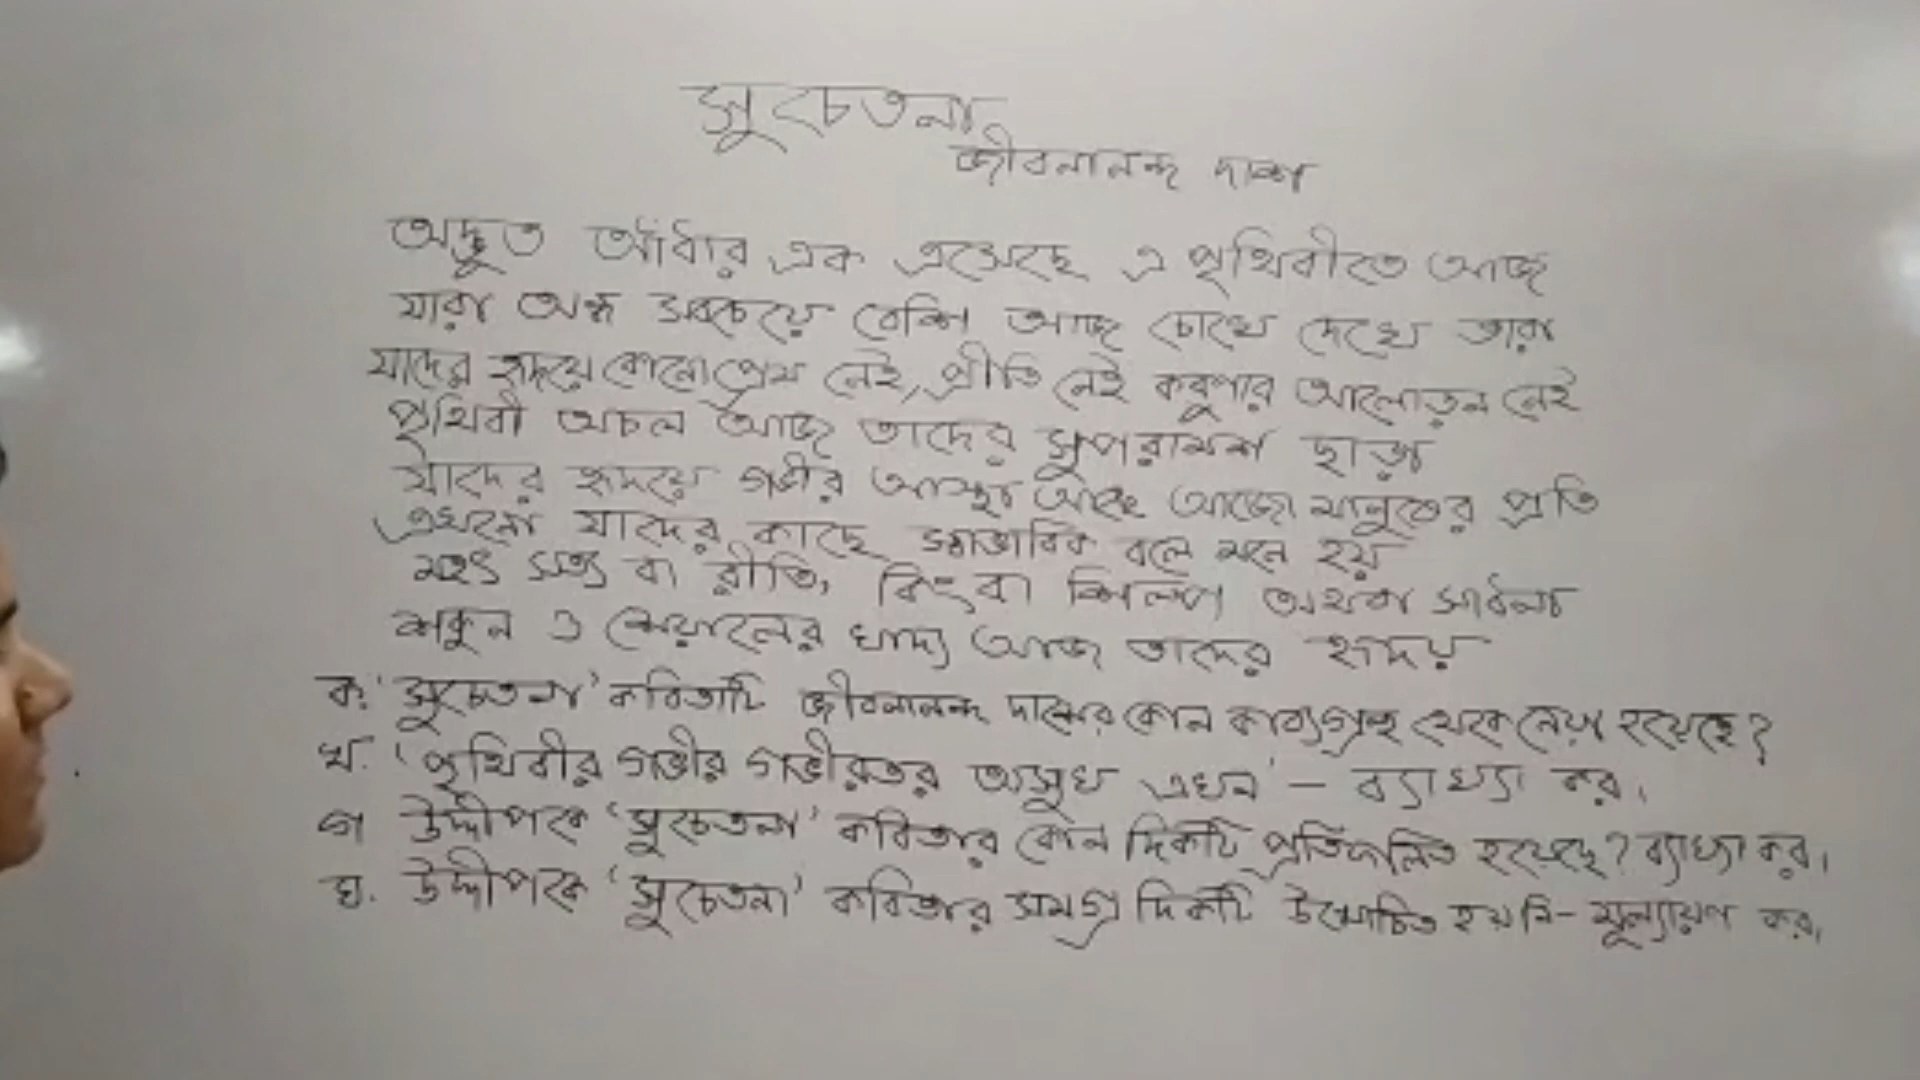 সুচেতনা
জীবনানন্দ দাশ
অদ্ভুত আঁধার এক এসেছে এ পৃথিবীতে আজ
যারা অন্ধ সবচেয়ে বেশি আজ চোখে দেখে তারা
যাদের হৃদয়ে কোনো প্রেম নেই, প্রীতি নেই করুণার আলোড়ন নেই
পৃথিবী অচল আজ তাদের সুপরামর্শ ছাড়া
যাদের হৃদয়ে গভীর আস্থা আছে আজো মানুষের প্রতি
এখনো যাদের কাছে স্বাভাবিক বলে মনে হয়
মহৎ সত্য বা রীতি, কিংবা শিল্প অথবা সাধনা
শকুন ও শেয়ালের খাদ্য আজ তাদের হৃদয়
ক. 'সুচেতনা' কবিতাটি জীবনানন্দ দাশের কোন কাব্যগ্রন্থ থেকে নেয়া হয়েছে?
খ. 'পৃথিবীর গভীর গভীরতর অসুখ এখন' – ব্যাখ্যা কর।
গ উদ্দীপকে 'সুচেতনা' কবিতার কোন দিকটি প্রতিফলিত হয়েছে? ব্যাখ্যা কর।
ঘ. উদ্দীপকে 'সুচেতনা' কবিতার সমগ্র দিকটি উন্মোচিত হয়নি – মূল্যায়ণ কর।